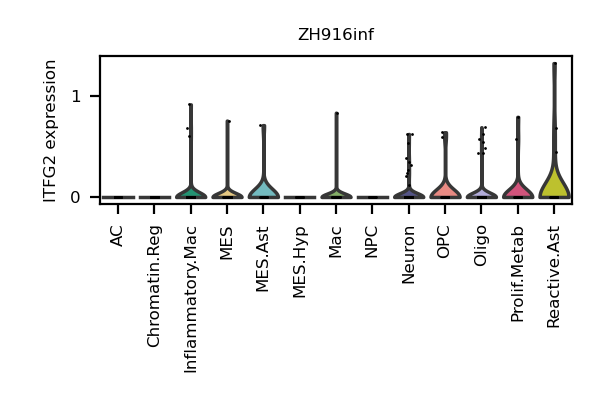 ZH916inf
ITFG2 expression
1
0
AC
Chromatin.Reg
Inflammatory.Mac
MES
MES.Ast
MES.Hyp
Mac
NPC
Neuron
OPC
Oligo
Prolif.Metab
Reactive.Ast